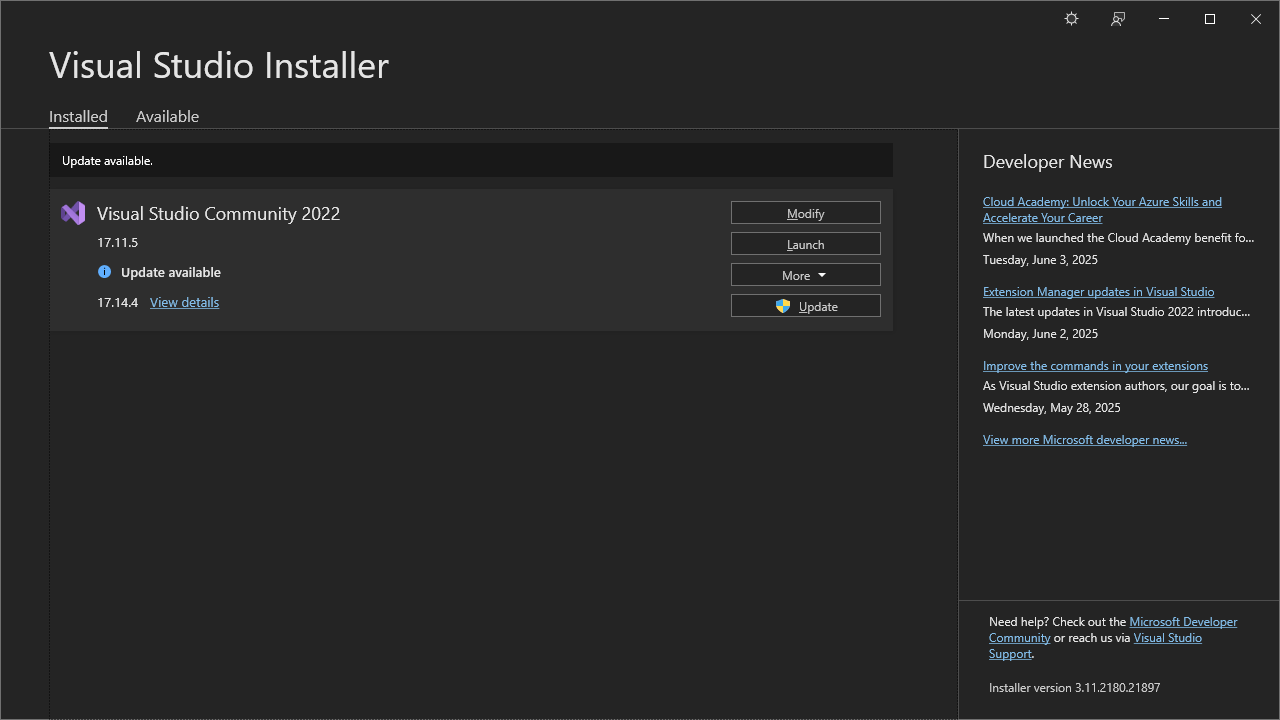 Visual Studio Installer
Installed
Available
Update available.
Visual Studio Community 2022
17.11.5
Update available
17.14.4 View details
Modify
Launch
More
Update
Developer News
Cloud Academy: Unlock Your Azure Skills and
Accelerate Your Career
When we launched the Cloud Academy benefit fo...
Tuesday, June 3, 2025
Extension Manager updates in Visual Studio
The latest updates in Visual Studio 2022 introduc...
Monday, June 2, 2025
Improve the commands in your extensions
As Visual Studio extension authors, our goal is to...
Wednesday, May 28, 2025
View more Microsoft developer news...
Need help? Check out the Microsoft Developer
Community or reach us via Visual Studio
Support.
Installer version 3.11.2180.21897